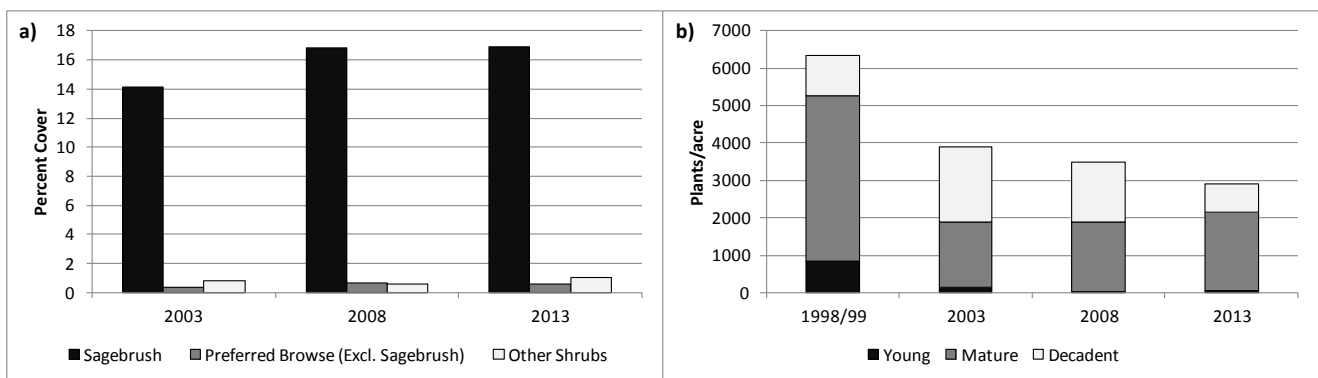 a)
Percent Cover
18
16
14
12
10
8
6
4
2
0
2003 2008 2013
Sagebrush Preferred Browse (Excl. Sagebrush) Other Shrubs
b)
Plants/acre
7000
6000
5000
4000
3000
2000
1000
0
1998/99 2003 2008 2013
Young Mature Decadent